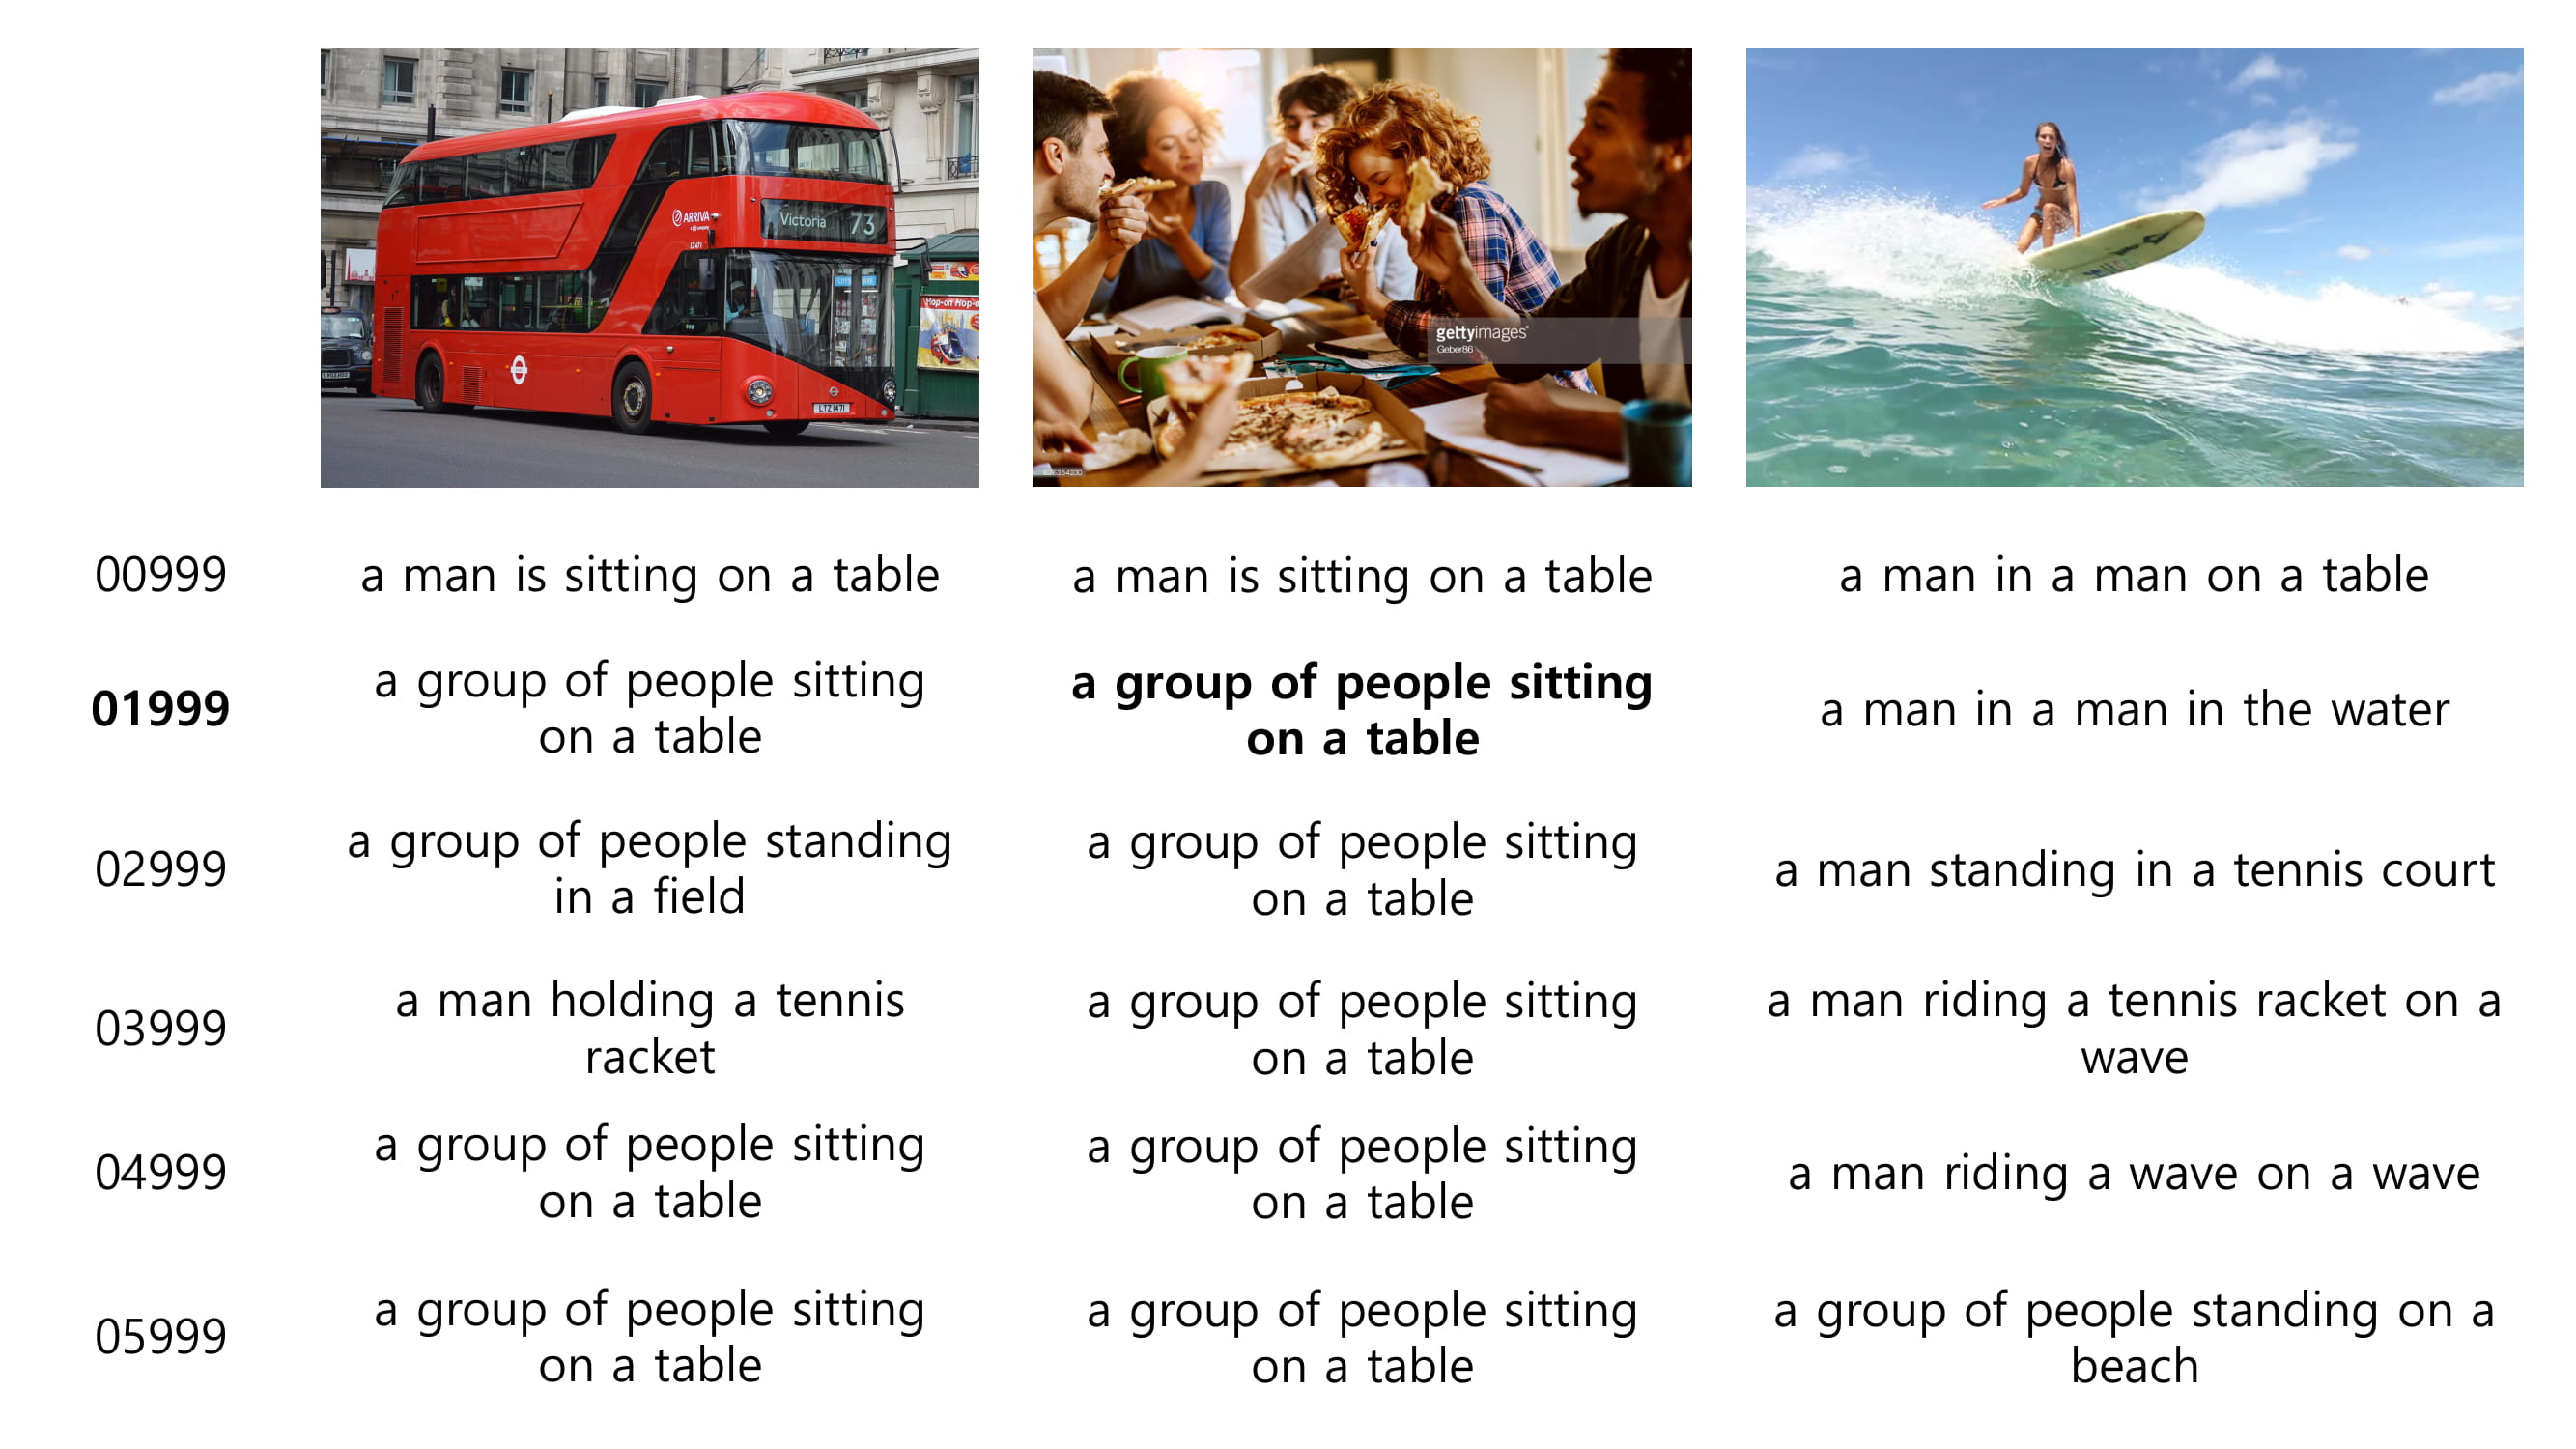 ARRIVA
Victoria 73
LT471
Hop-on Hop-o
LTZ 1471
gettyimages
Geber86
00999
a man is sitting on a table
a man is sitting on a table
a man in a man on a table
01999
a group of people sitting
on a table
a group of people sitting
on a table
a man in a man in the water
02999
a group of people standing
in a field
a group of people sitting
on a table
a man standing in a tennis court
03999
a man holding a tennis
racket
a group of people sitting
on a table
a man riding a tennis racket on a
wave
04999
a group of people sitting
on a table
a group of people sitting
on a table
a man riding a wave on a wave
05999
a group of people sitting
on a table
a group of people sitting
on a table
a group of people standing on a
beach